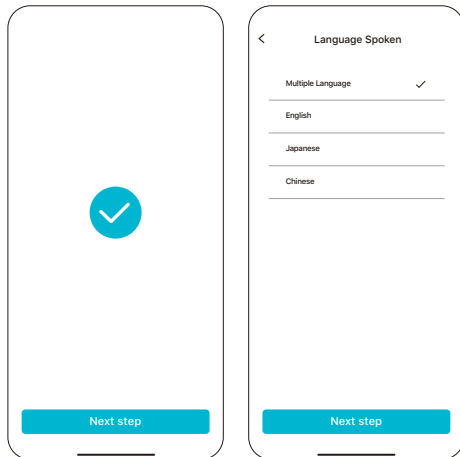 Next step
Language Spoken
Multiple Language
English
Japanese
Chinese
Next step